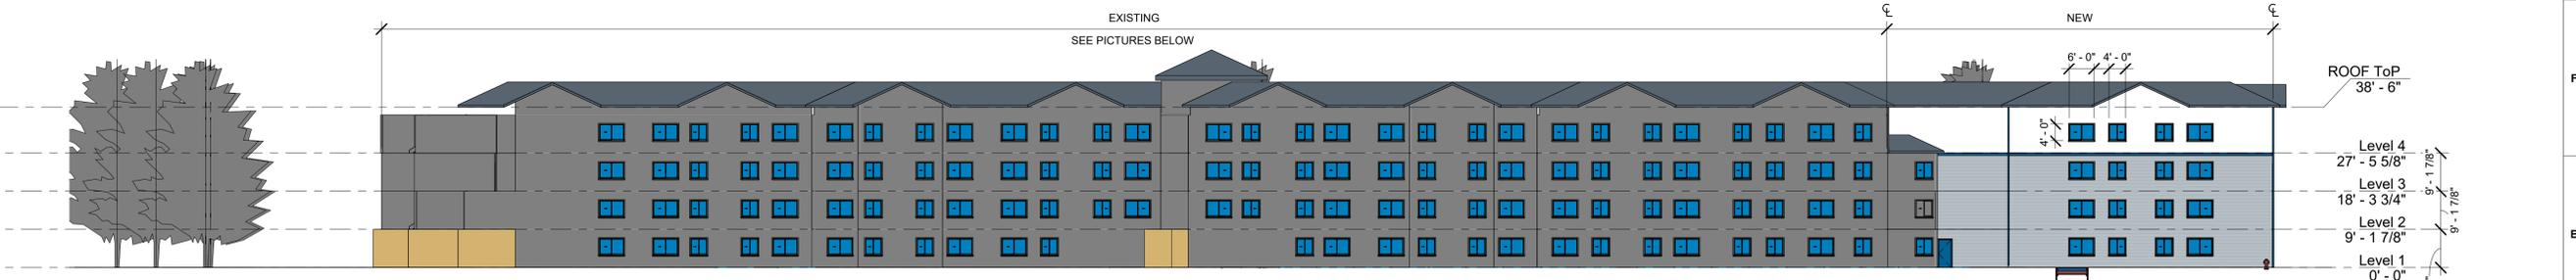 EXISTING
SEE PICTURES BELOW
℄
NEW
℄
6' - 0"
4' - 0"
4' - 0"
ROOF ToP
38' - 6"
Level 4
27' - 5 5/8"
Level 3
18' - 3 3/4"
Level 2
9' - 1 7/8"
Level 1
0' - 0"
9' - 1 7/8"
9' - 1 7/8"